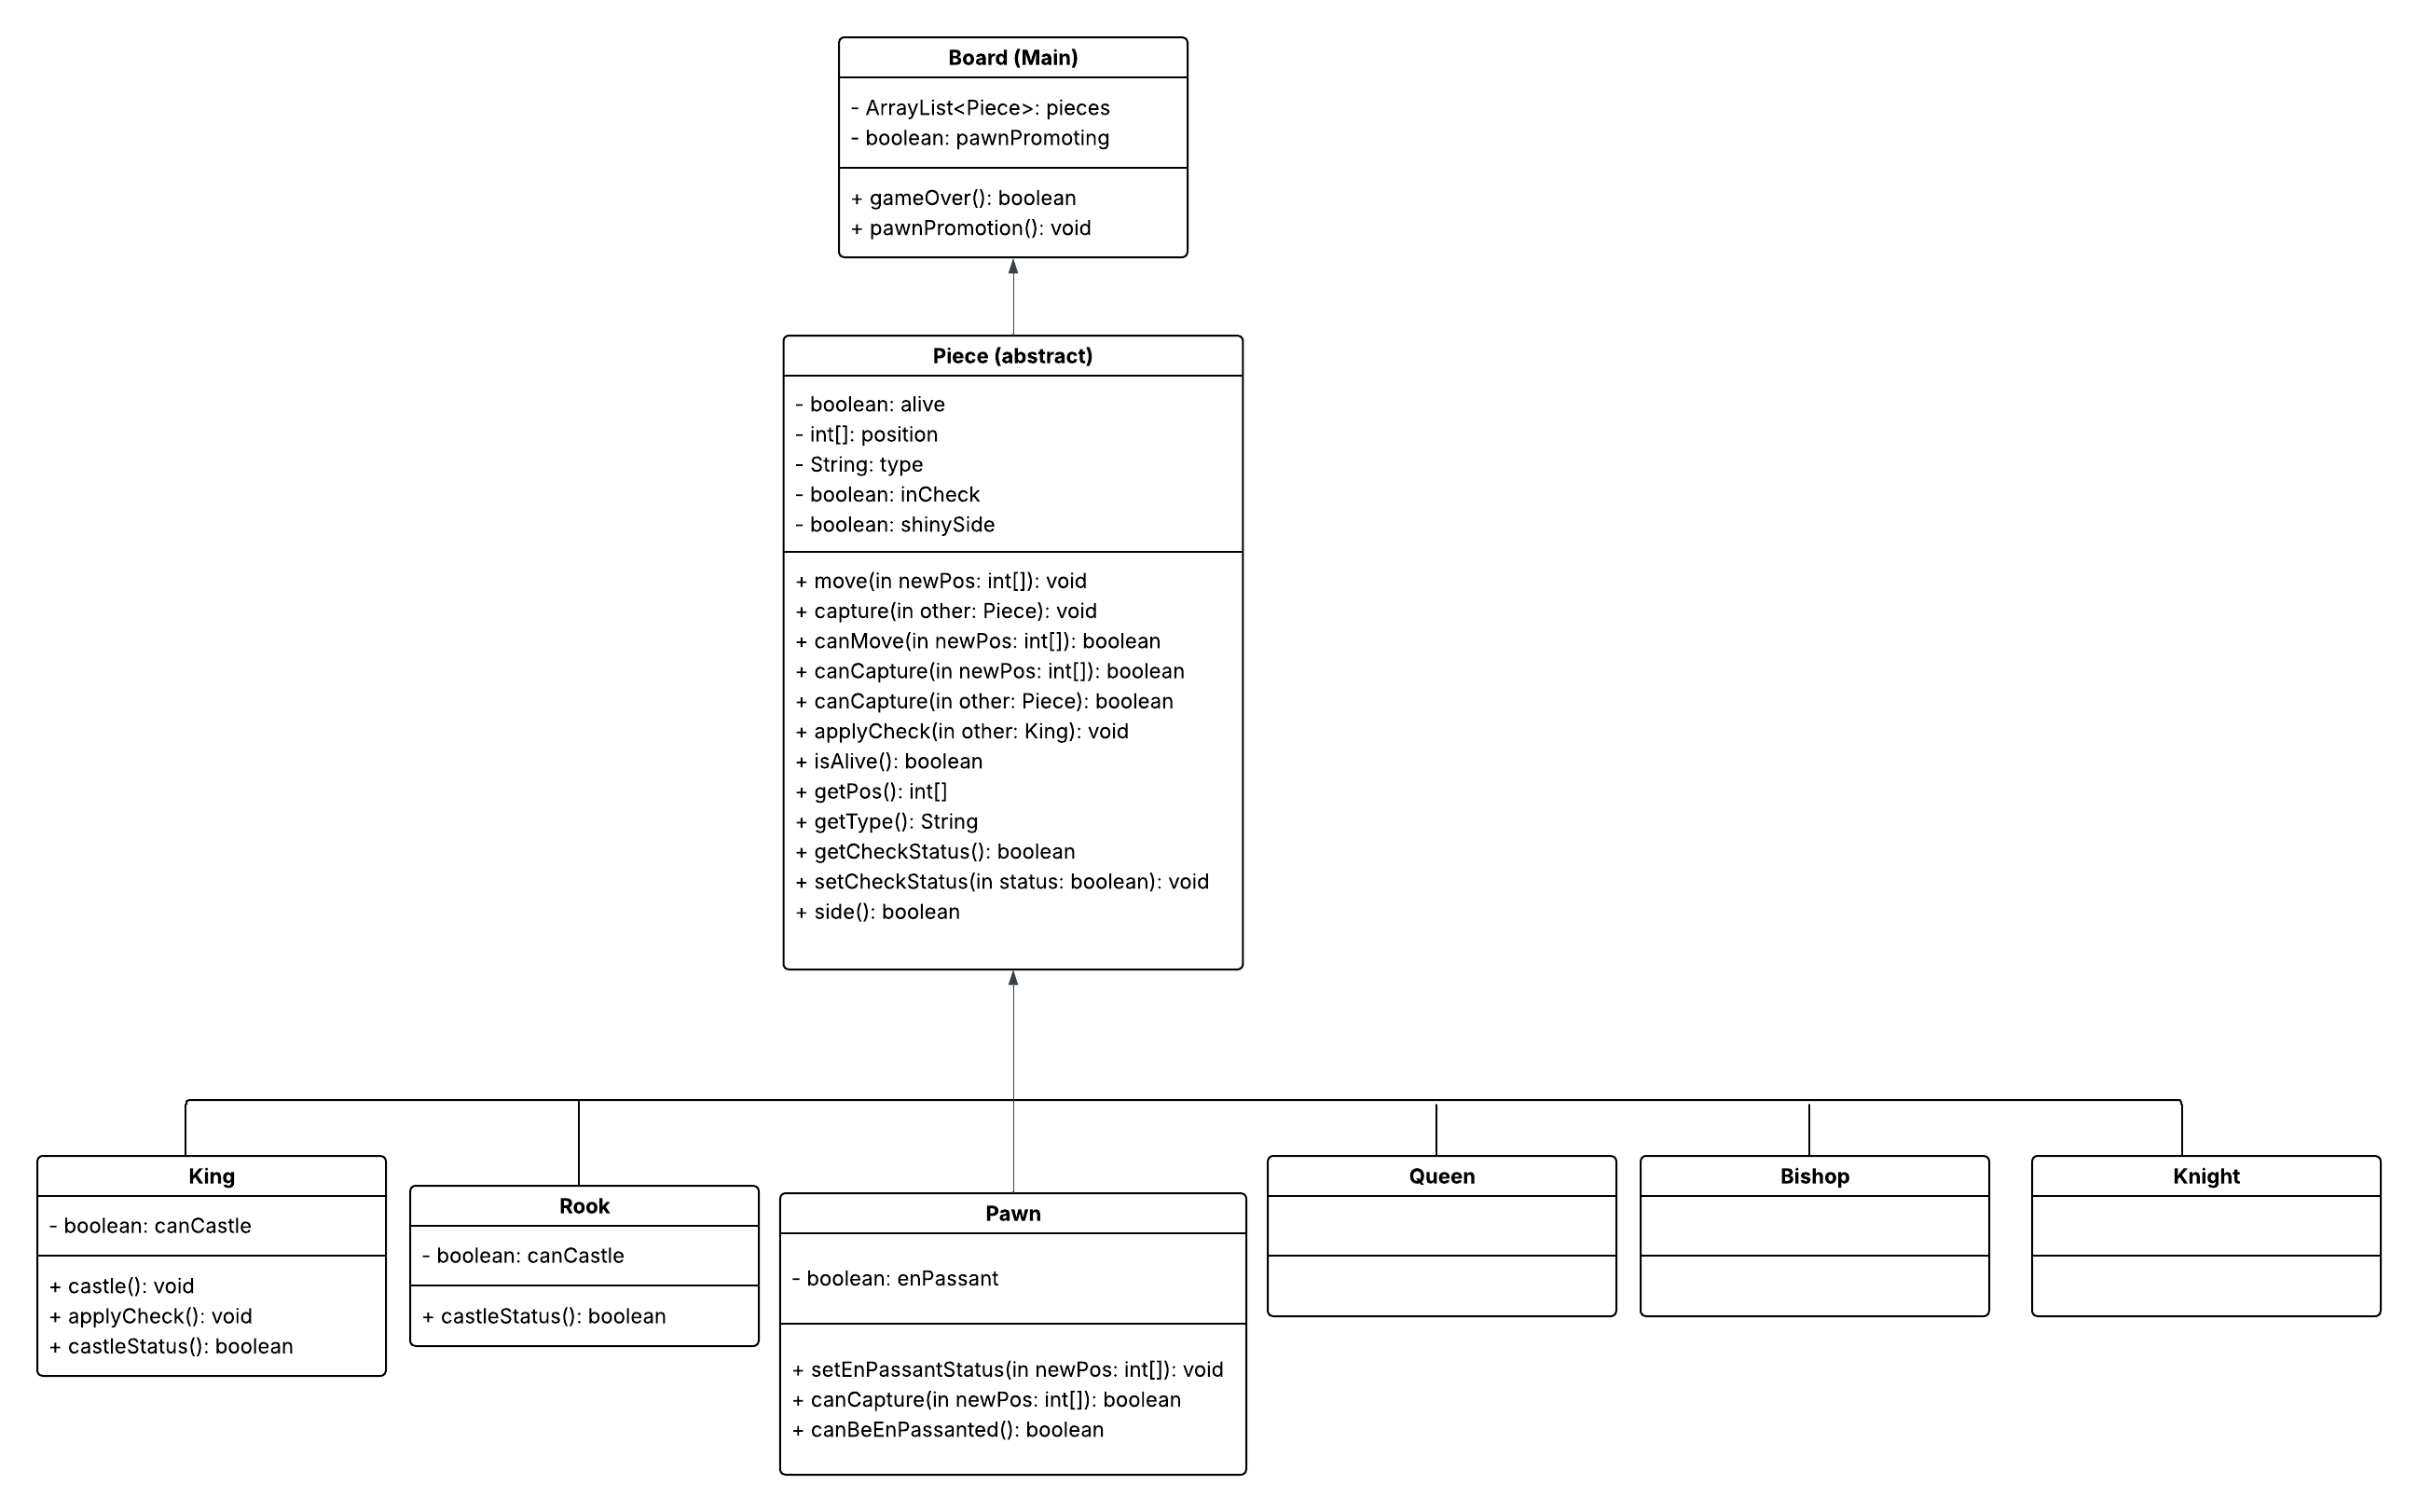 Board (Main)
- ArrayList<Piece>: pieces
- boolean: pawnPromoting
+ gameOver(): boolean
+ pawnPromotion(): void
Piece (abstract)
- boolean: alive
- int[]: position
- String: type
- boolean: inCheck
- boolean: shinySide
+ move(in newPos: int[]): void
+ capture(in other: Piece): void
+ canMove(in newPos: int[]): boolean
+ canCapture(in newPos: int[]): boolean
+ canCapture(in other: Piece): boolean
+ applyCheck(in other: King): void
+ isAlive(): boolean
+ getPos(): int[]
+ getType(): String
+ getCheckStatus(): boolean
+ setCheckStatus(in status: boolean): void
+ side(): boolean
King
- boolean: canCastle
+ castle(): void
+ applyCheck(): void
+ castleStatus(): boolean
Rook
- boolean: canCastle
+ castleStatus(): boolean
Pawn
- boolean: enPassant
+ setEnPassantStatus(in newPos: int[]): void
+ canCapture(in newPos: int[]): boolean
+ canBeEnPassanted(): boolean
Queen
Bishop
Knight